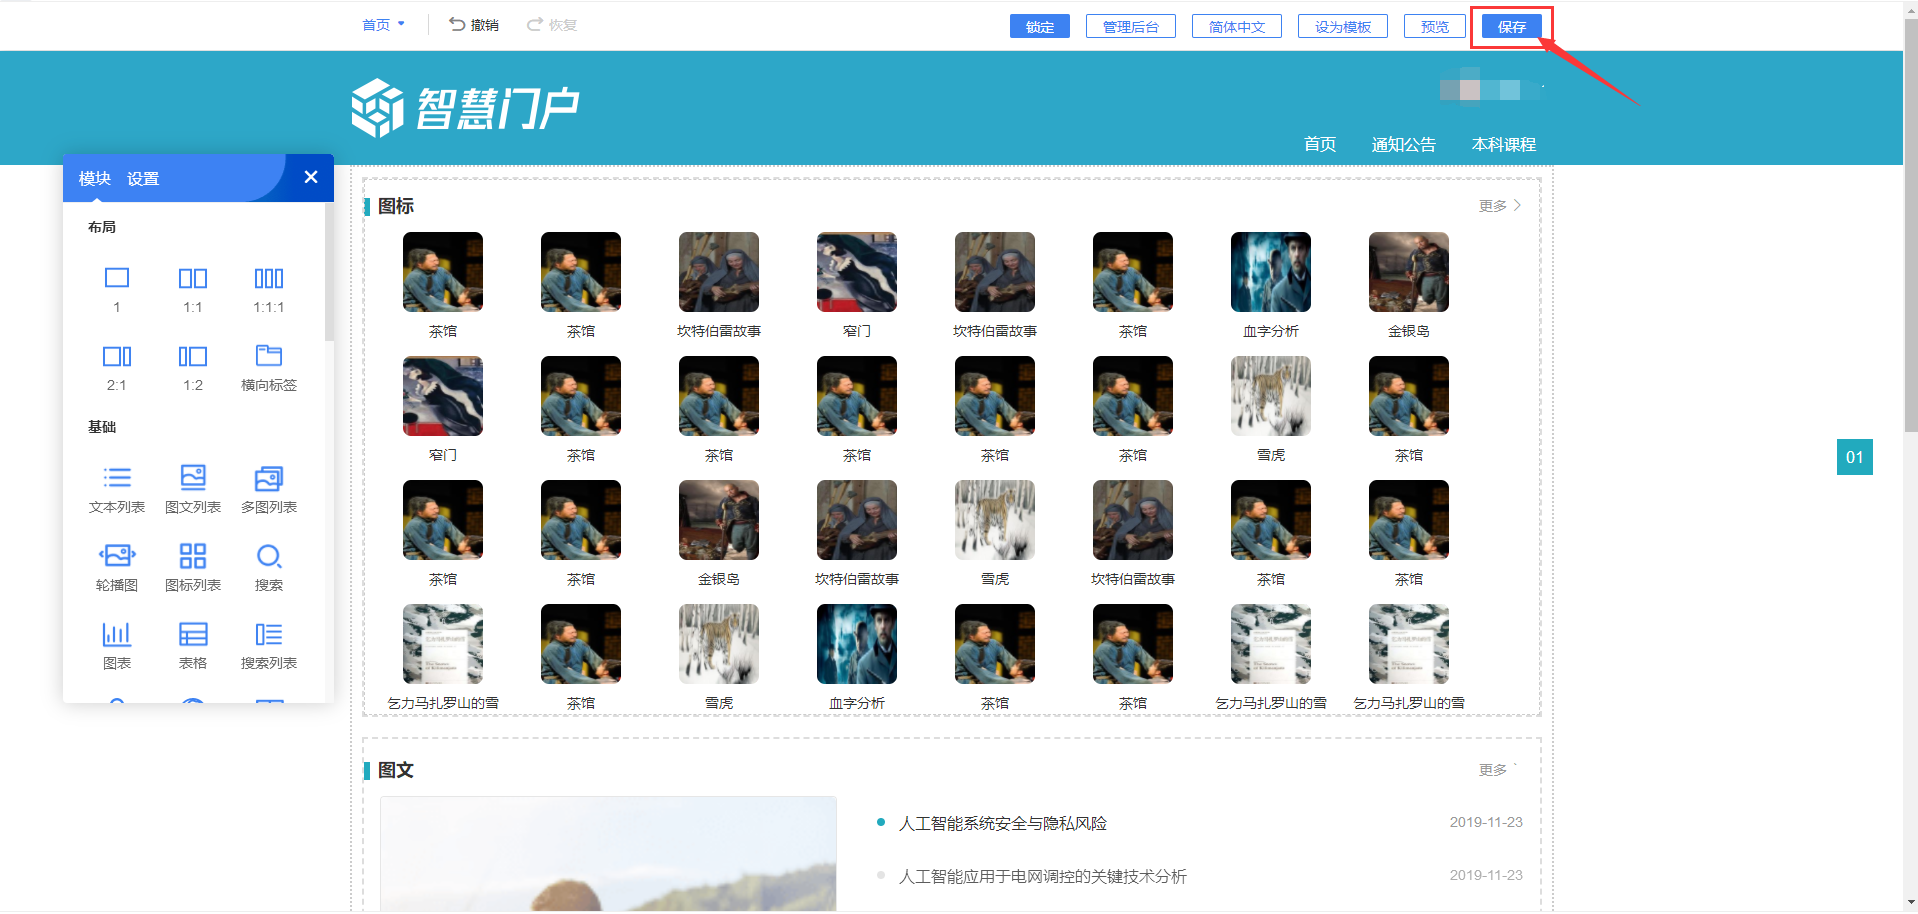 首页 撤销 恢复 锁定 管理后台 简体中文 设为模板 预览 保存
智慧门户
首页 通知公告 本科课程
模块 设置
布局
1 1:1 1:1:1
2:1 1:2 横向标签
基础
文本列表 图文列表 多图列表
轮播图 图标列表 搜索
图表 表格 搜索列表
图标 更多
茶馆 茶馆 坎特伯雷故事 窄门 坎特伯雷故事 茶馆 血字分析 金银岛
窄门 茶馆 茶馆 茶馆 茶馆 茶馆 雪虎 茶馆
茶馆 茶馆 金银岛 坎特伯雷故事 雪虎 坎特伯雷故事 茶馆 茶馆
乞力马扎罗山的雪 茶馆 雪虎 血字分析 茶馆 茶馆 乞力马扎罗山的雪 乞力马扎罗山的雪
01
图文 更多
人工智能系统安全与隐私风险 2019-11-23
人工智能应用于电网调控的关键技术分析 2019-11-23